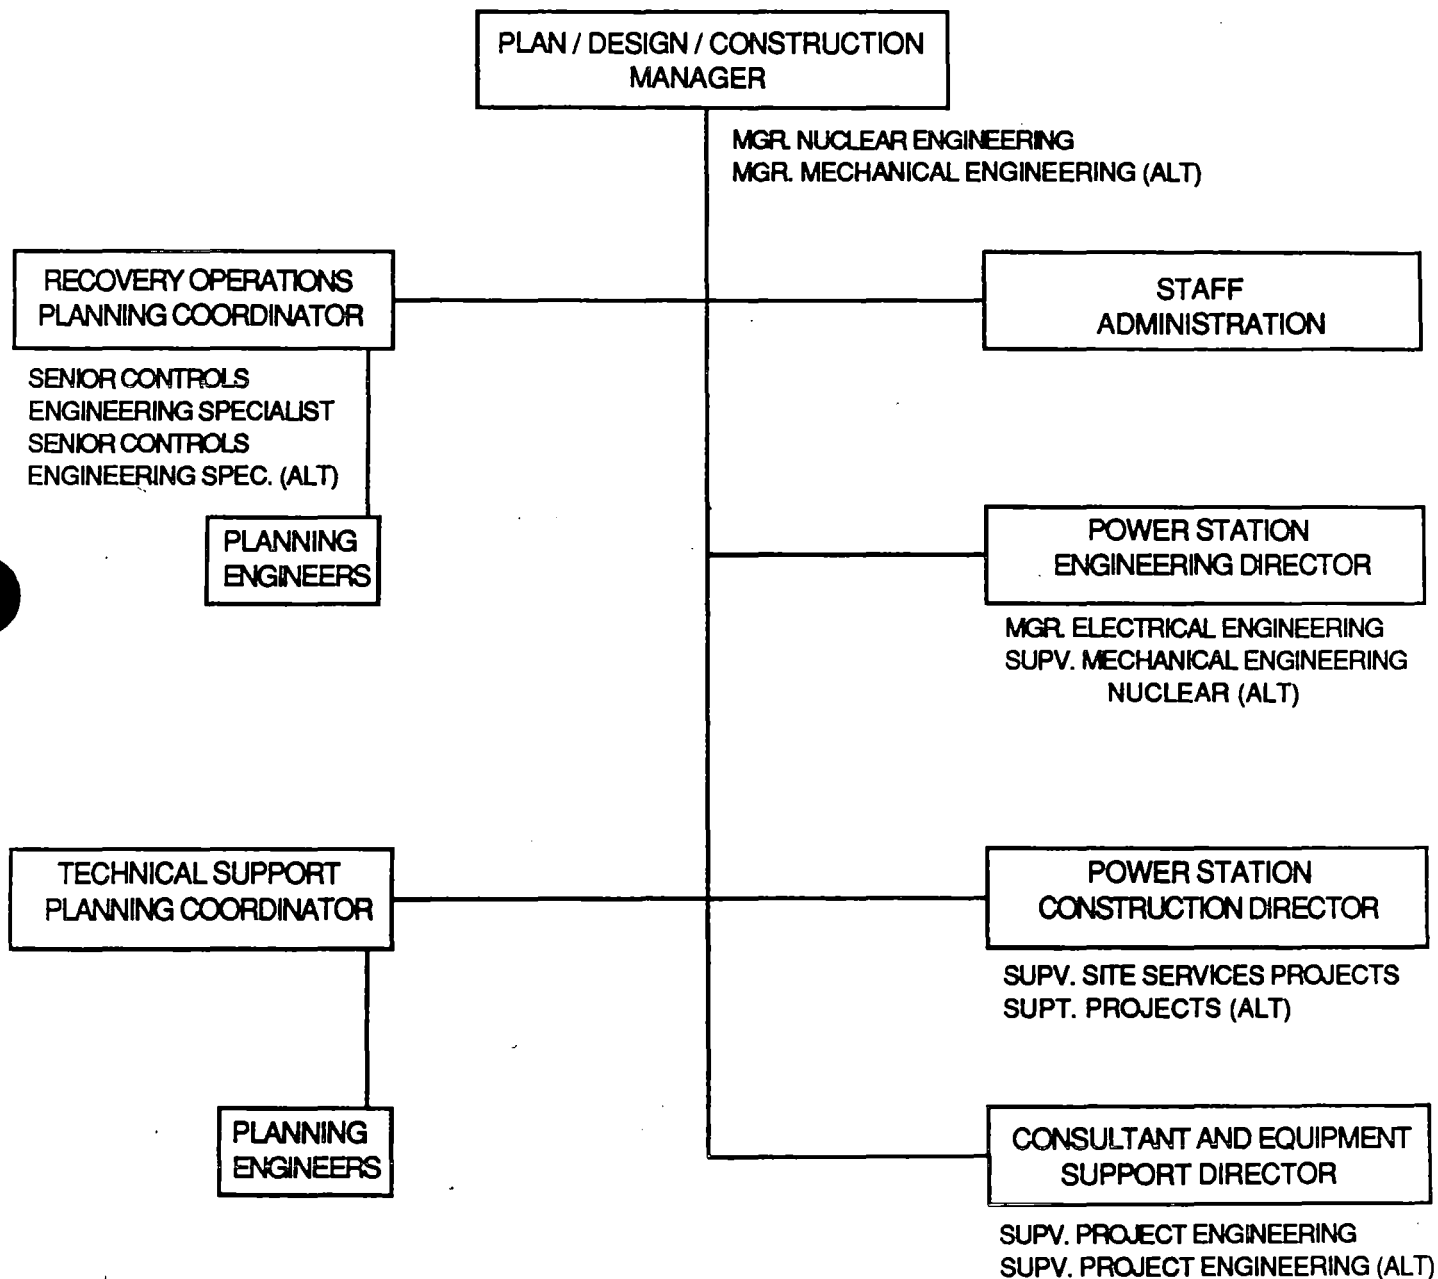 PLAN / DESIGN / CONSTRUCTION
MANAGER
MGR. NUCLEAR ENGINEERING
MGR. MECHANICAL ENGINEERING (ALT)
RECOVERY OPERATIONS
PLANNING COORDINATOR
SENIOR CONTROLS
ENGINEERING SPECIALIST
SENIOR CONTROLS
ENGINEERING SPEC. (ALT)
PLANNING
ENGINEERS
STAFF
ADMINISTRATION
POWER STATION
ENGINEERING DIRECTOR
MGR. ELECTRICAL ENGINEERING
SUPV. MECHANICAL ENGINEERING
NUCLEAR (ALT)
TECHNICAL SUPPORT
PLANNING COORDINATOR
PLANNING
ENGINEERS
POWER STATION
CONSTRUCTION DIRECTOR
SUPV. SITE SERVICES PROJECTS
SUPT. PROJECTS (ALT)
CONSULTANT AND EQUIPMENT
SUPPORT DIRECTOR
SUPV. PROJECT ENGINEERING
SUPV. PROJECT ENGINEERING (ALT)